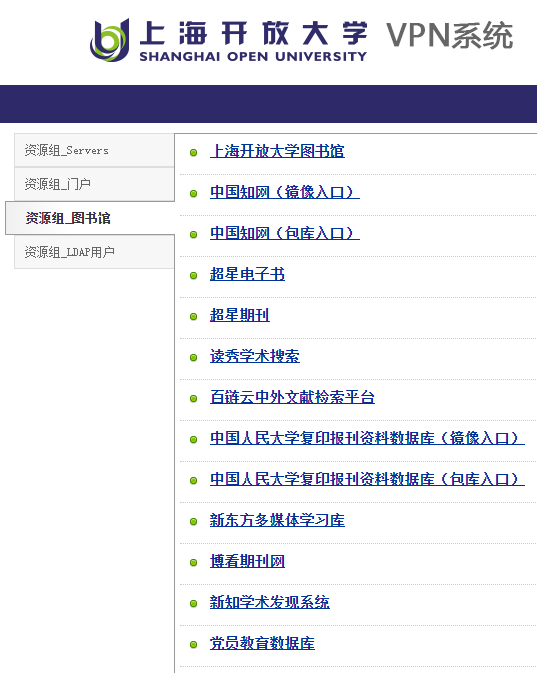 上海开放大学 VPN系统
SHANGHAI OPEN UNIVERSITY
资源组_Servers
资源组_门户
资源组_图书馆
资源组_LDAP用户
上海开放大学图书馆
中国知网（镜像入口）
中国知网（包库入口）
超星电子书
超星期刊
读秀学术搜索
百链云中外文献检索平台
中国人民大学复印报刊资料数据库（镜像入口）
中国人民大学复印报刊资料数据库（包库入口）
新东方多媒体学习库
博看期刊网
新知学术发现系统
党员教育数据库